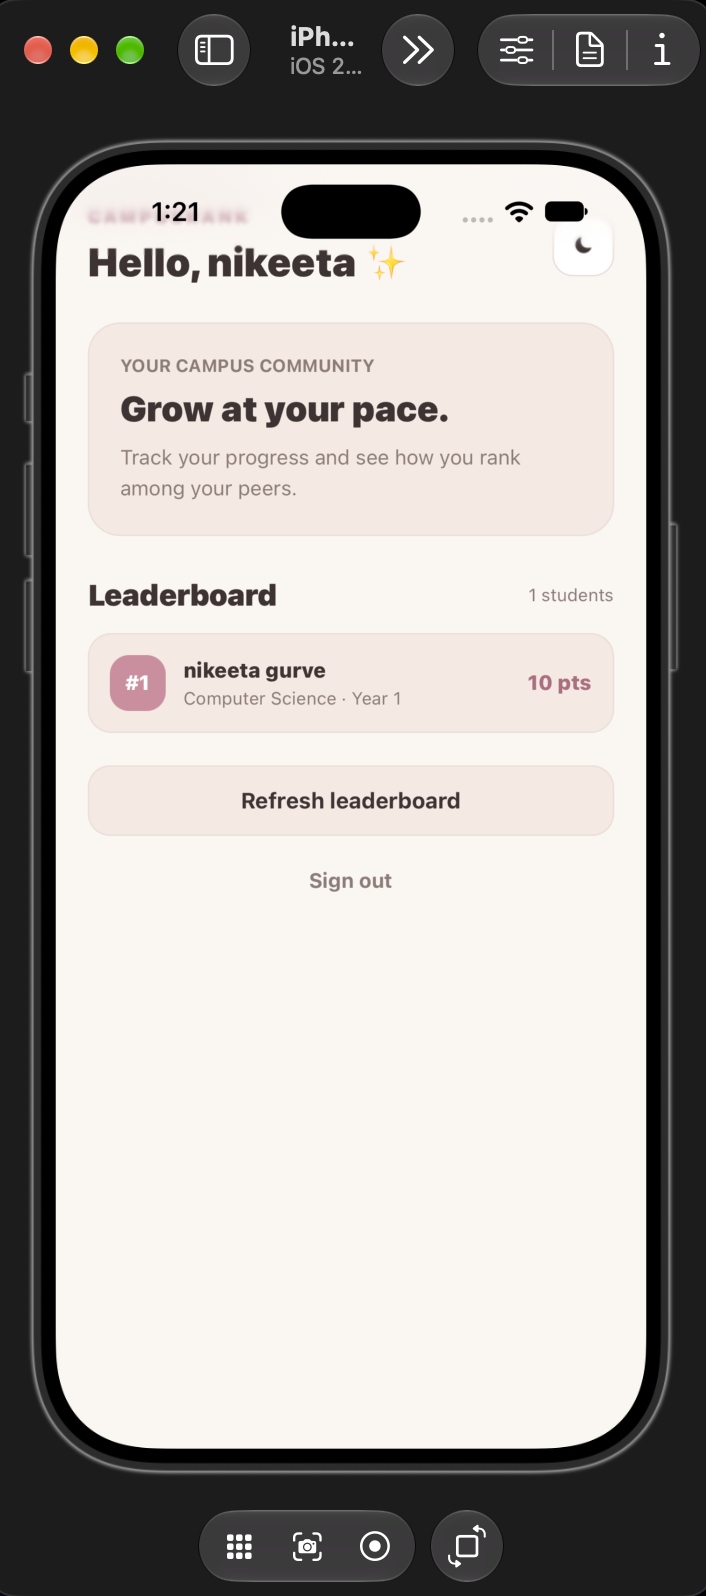 iPh...
iOS 2...
1:21
CAMPUSRANK
Hello, nikeeta ✨
YOUR CAMPUS COMMUNITY
Grow at your pace.
Track your progress and see how you rank
among your peers.
Leaderboard
1 students
#1
nikeeta gurve
Computer Science · Year 1
10 pts
Refresh leaderboard
Sign out